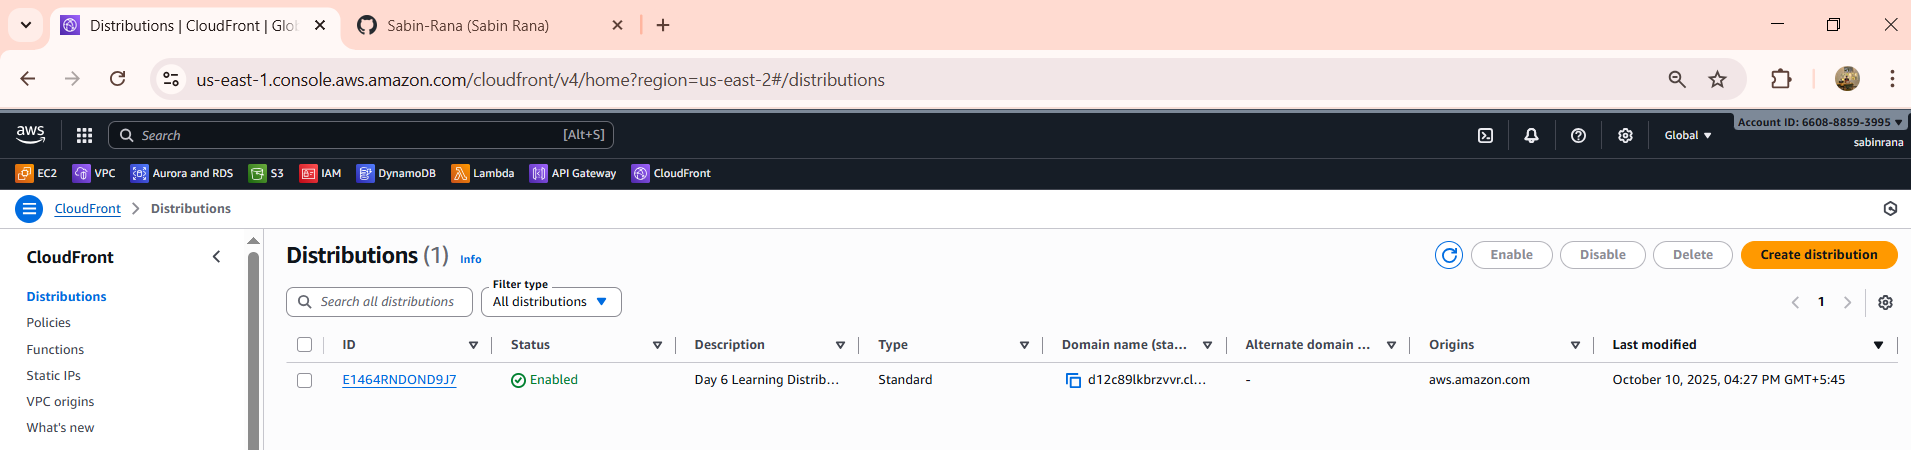 Distributions | CloudFront | Glo
Sabin-Rana (Sabin Rana)
us-east-1.console.aws.amazon.com/cloudfront/v4/home?region=us-east-2#/distributions
aws
Search
[Alt+S]
Global
Account ID: 6608-8859-3995
sabinrana
EC2
VPC
Aurora and RDS
S3
IAM
DynamoDB
Lambda
API Gateway
CloudFront
CloudFront
Distributions
CloudFront
Distributions
Policies
Functions
Static IPs
VPC origins
What's new
Distributions (1) Info
Enable
Disable
Delete
Create distribution
Search all distributions
Filter type
All distributions
1
ID
Status
Description
Type
Domain name (sta...
Alternate domain ...
Origins
Last modified
E1464RNDOND9J7
Enabled
Day 6 Learning Distrib...
Standard
d12c89lkbrzvvr.cl...
-
aws.amazon.com
October 10, 2025, 04:27 PM GMT+5:45